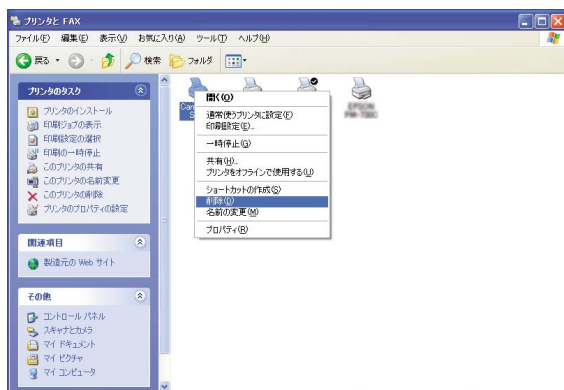 プリンタと FAX
ファイル(F) 編集(E) 表示(V) お気に入り(A) ツール(T) ヘルプ(H)
戻る 検索 フォルダ
プリンタのタスク
プリンタのインストール
印刷ジョブの表示
印刷設定の選択
印刷の一時停止
このプリンタの共有
このプリンタの名前変更
このプリンタの削除
プリンタのプロパティの設定
関連項目
製造元の Web サイト
その他
コントロール パネル
スキャナとカメラ
マイ ドキュメント
マイ ピクチャ
マイ コンピュータ
開く(O)
通常使うプリンタに設定(F)
印刷設定(E)...
一時停止(G)
共有(H)...
プリンタをオフラインで使用する(U)
ショートカットの作成(S)
削除(D)
名前の変更(M)
プロパティ(R)